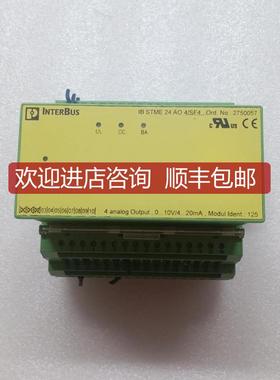 INTERBUS
IB STME 24 AO 4/SF4
Ord. No.: 2750057
UL
DC
BA
欢迎进店咨询 顺丰包邮
4 analog Output , 0...10V/4...20mA , Modul Ident.: 125